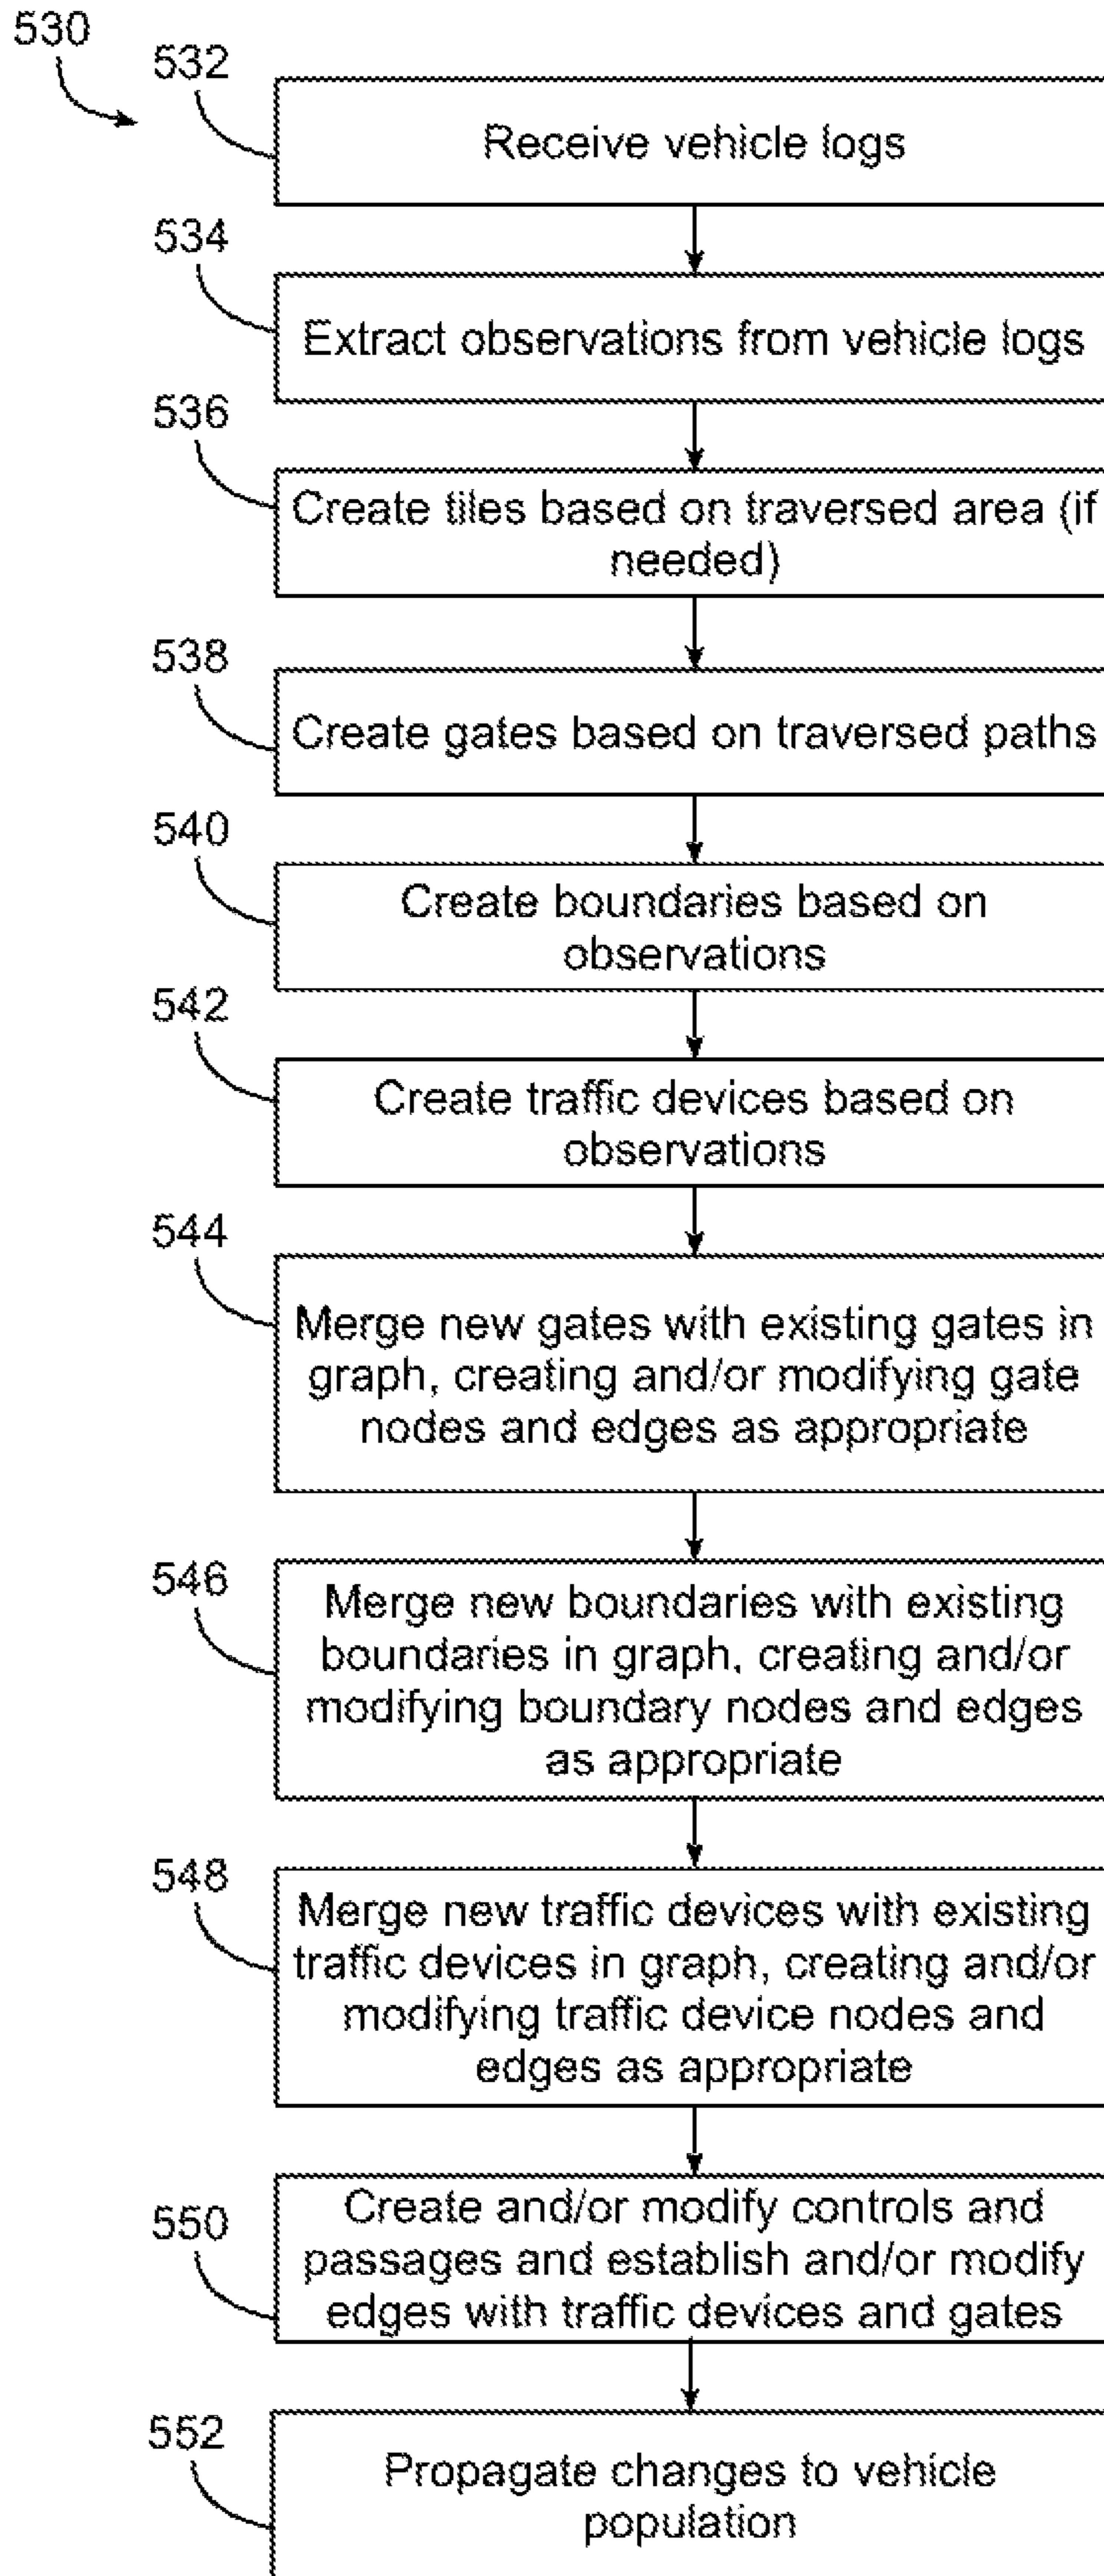 530
532
Receive vehicle logs
534
Extract observations from vehicle logs
536
Create tiles based on traversed area (if
needed)
538
Create gates based on traversed paths
540
Create boundaries based on
observations
542
Create traffic devices based on
observations
544
Merge new gates with existing gates in
graph, creating and/or modifying gate
nodes and edges as appropriate
546
Merge new boundaries with existing
boundaries in graph, creating and/or
modifying boundary nodes and edges
as appropriate
548
Merge new traffic devices with existing
traffic devices in graph, creating and/or
modifying traffic device nodes and
edges as appropriate
550
Create and/or modify controls and
passages and establish and/or modify
edges with traffic devices and gates
552
Propagate changes to vehicle
population